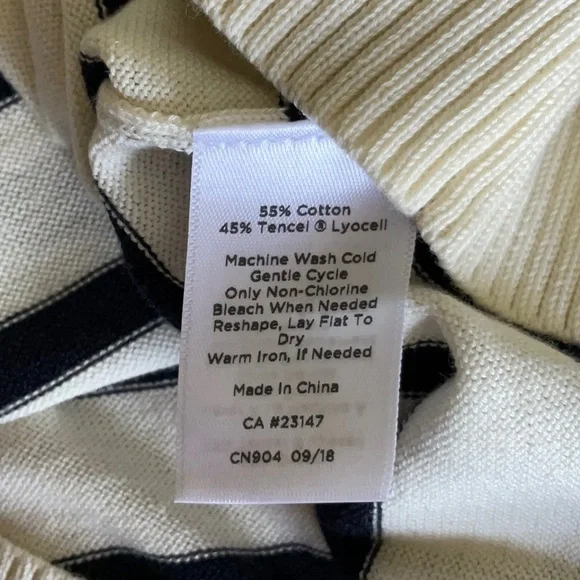 55% Cotton
45% Tencel ® Lyocell
Machine Wash Cold
Gentle Cycle
Only Non-Chlorine
Bleach When Needed
Reshape, Lay Flat To
Dry
Warm Iron, If Needed
Made In China
CA #23147
CN904 09/18